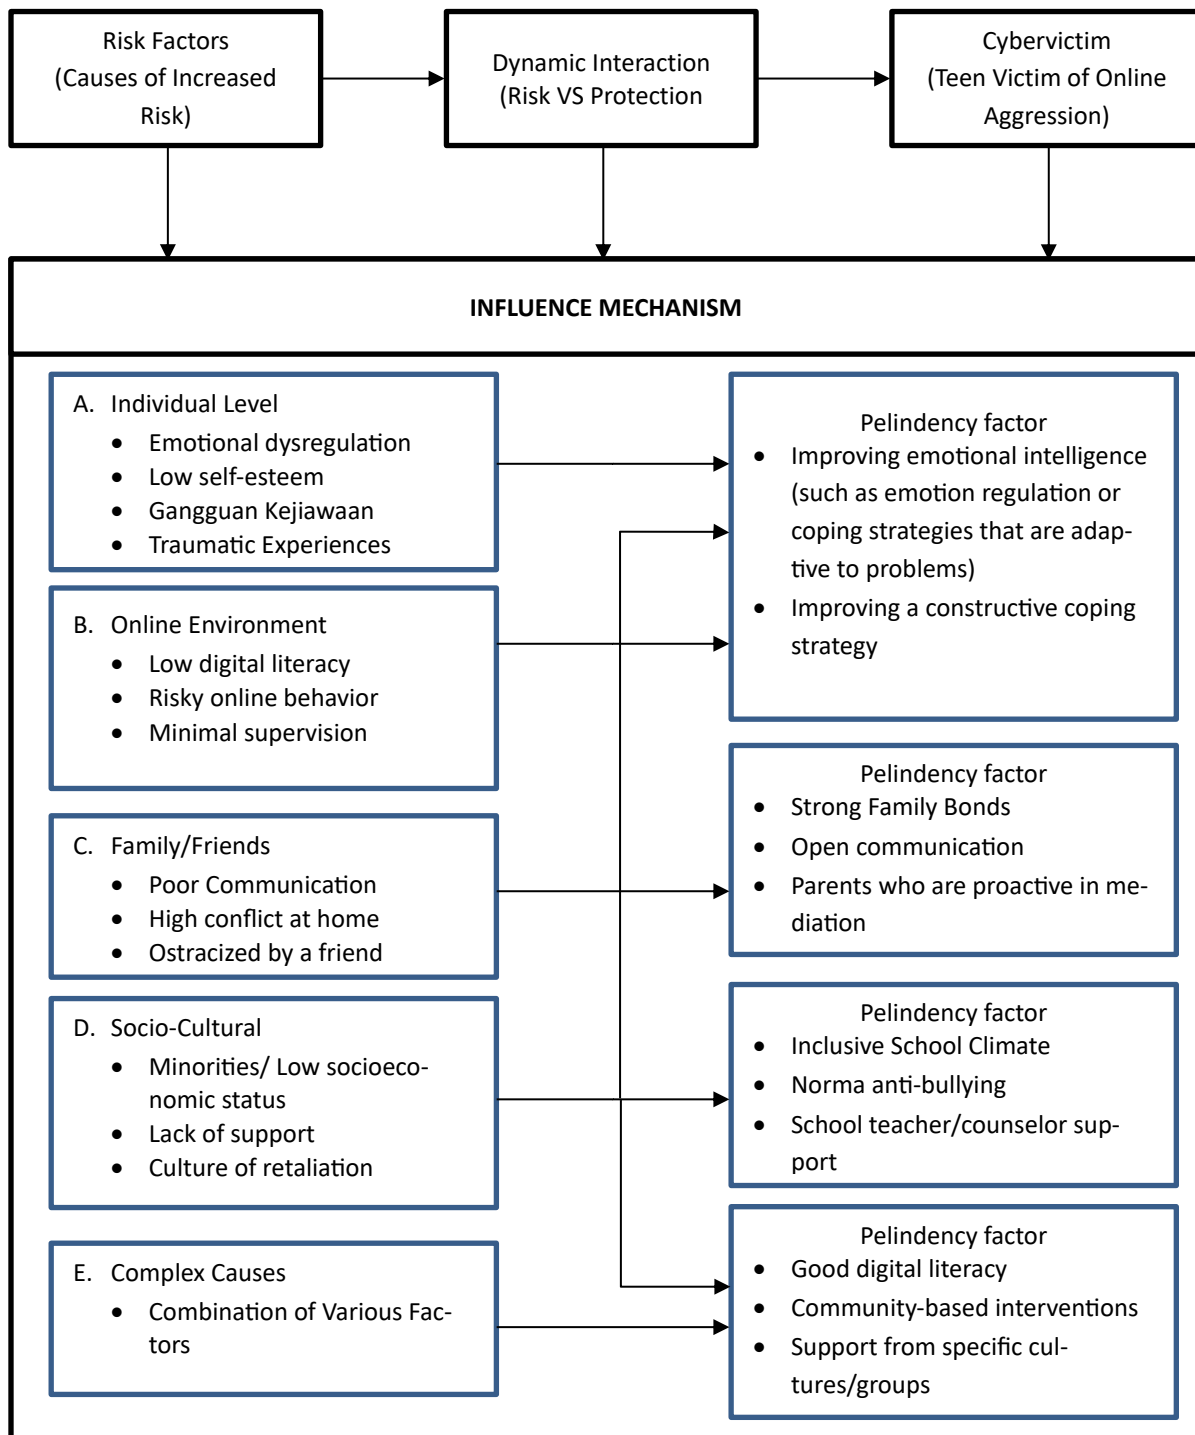 Risk Factors
(Causes of Increased
Risk)
Dynamic Interaction
(Risk VS Protection
Cybervictim
(Teen Victim of Online
Aggression)
INFLUENCE MECHANISM
A. Individual Level
• Emotional dysregulation
• Low self-esteem
• Gangguan Kejiawaan
• Traumatic Experiences
B. Online Environment
• Low digital literacy
• Risky online behavior
• Minimal supervision
C. Family/Friends
• Poor Communication
• High conflict at home
• Ostracized by a friend
D. Socio-Cultural
• Minorities/ Low socioeco-
nomic status
• Lack of support
• Culture of retaliation
E. Complex Causes
• Combination of Various Fac-
tors
Pelindency factor
• Improving emotional intelligence
(such as emotion regulation or
coping strategies that are adap-
tive to problems)
• Improving a constructive coping
strategy
Pelindency factor
• Strong Family Bonds
• Open communication
• Parents who are proactive in me-
diation
Pelindency factor
• Inclusive School Climate
• Norma anti-bullying
• School teacher/counselor sup-
port
Pelindency factor
• Good digital literacy
• Community-based interventions
• Support from specific cul-
tures/groups